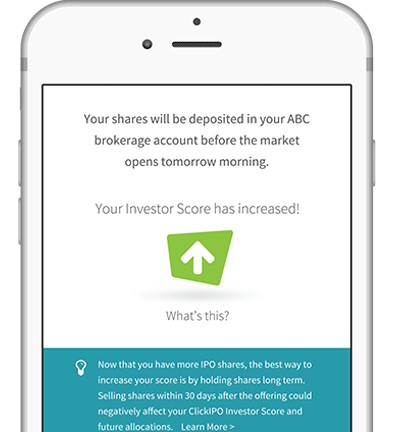 Your shares will be deposited in your ABC
brokerage account before the market
opens tomorrow morning.
Your Investor Score has increased!
What's this?
Now that you have more IPO shares, the best way to
increase your score is by holding shares long term.
Selling shares within 30 days after the offering could
negatively affect your ClickIPO Investor Score and
future allocations. Learn More >